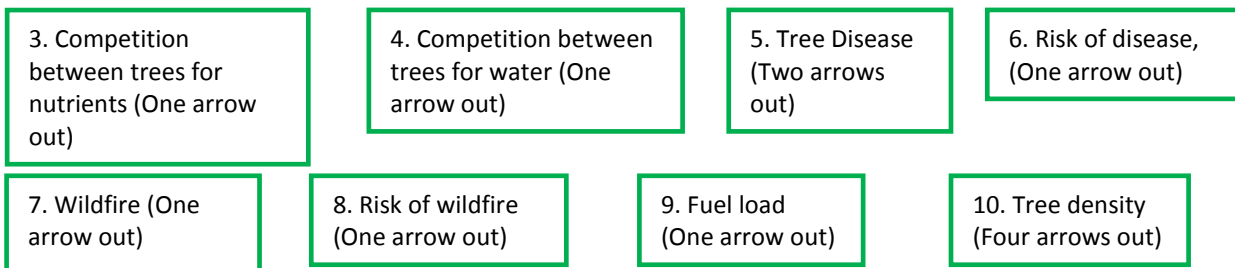 3. Competition
between trees for
nutrients (One arrow
out)
4. Competition between
trees for water (One
arrow out)
5. Tree Disease
(Two arrows
out)
6. Risk of disease,
(One arrow out)
7. Wildfire (One
arrow out)
8. Risk of wildfire
(One arrow out)
9. Fuel load
(One arrow out)
10. Tree density
(Four arrows out)